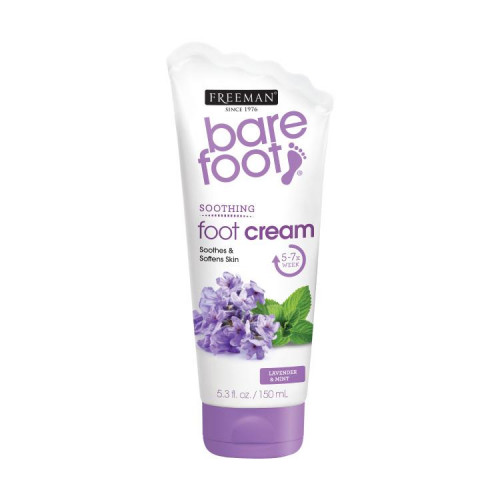 FREEMAN®
SINCE 1976
bare
foot®
SOOTHING
foot cream
Soothes &
Softens Skin
5-7x
WEEK
LAVENDER
& MINT
5.3 fl. oz. / 150 mL